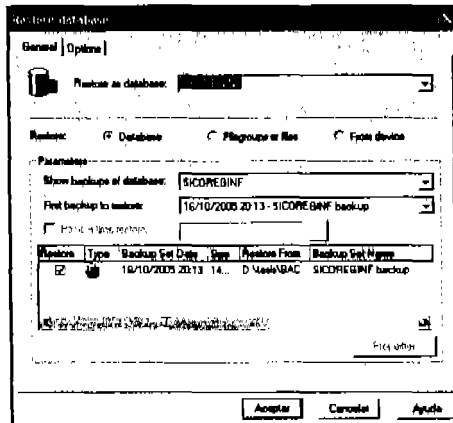 Restore database
General Options
Restore as database:
Restore: Database Filegroups or files From device
Parameters
Show backups of database: SICOREGINF
First backup to restore: 16/10/2005 20:13 - SICOREGINF backup
Restore Type Backup Set Date Size Restore From Backup Set Name
16/10/2005 20:13 14... SICOREGINF backup
Aceptar Cancelar Ayuda